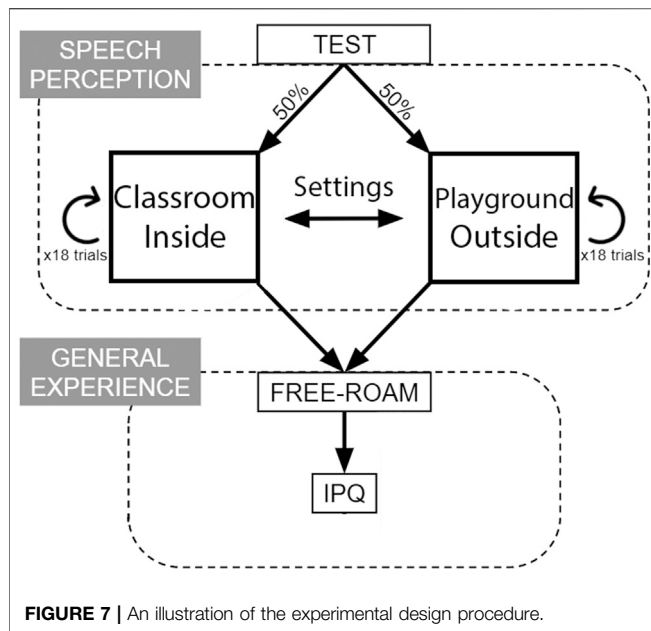 SPEECH
PERCEPTION
TEST
50%
50%
Classroom
Inside
Settings
Playground
Outside
x18 trials
x18 trials
GENERAL
EXPERIENCE
FREE-ROAM
IPQ
FIGURE 7 | An illustration of the experimental design procedure.